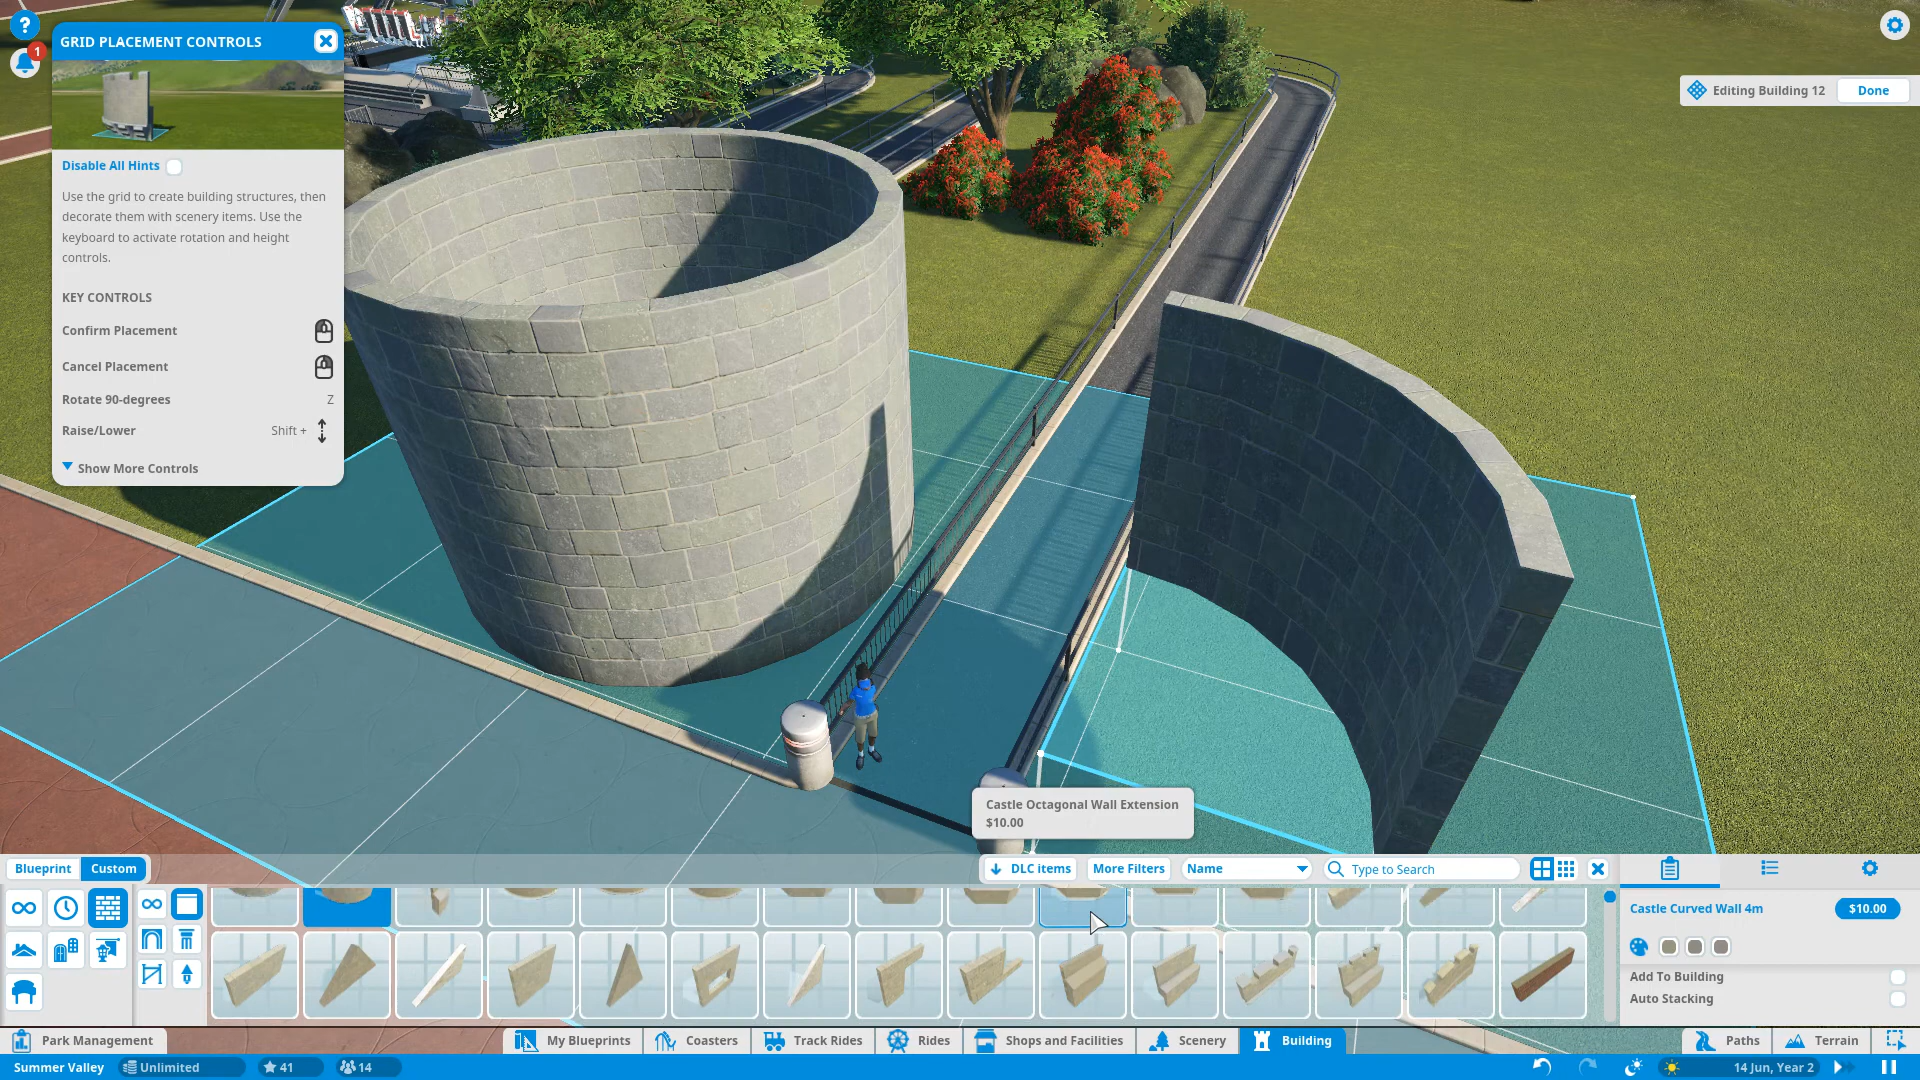 ?
1
GRID PLACEMENT CONTROLS
Disable All Hints
Use the grid to create building structures, then
decorate them with scenery items. Use the
keyboard to activate rotation and height
controls.
KEY CONTROLS
Confirm Placement
Cancel Placement
Rotate 90-degrees Z
Raise/Lower Shift +
Show More Controls
Editing Building 12 Done
Castle Octagonal Wall Extension
$10.00
Blueprint Custom
DLC items More Filters Name Type to Search
Castle Curved Wall 4m $10.00
Add To Building
Auto Stacking
Park Management My Blueprints Coasters Track Rides Rides Shops and Facilities Scenery Building Paths Terrain
Summer Valley Unlimited 41 14 14 Jun, Year 2